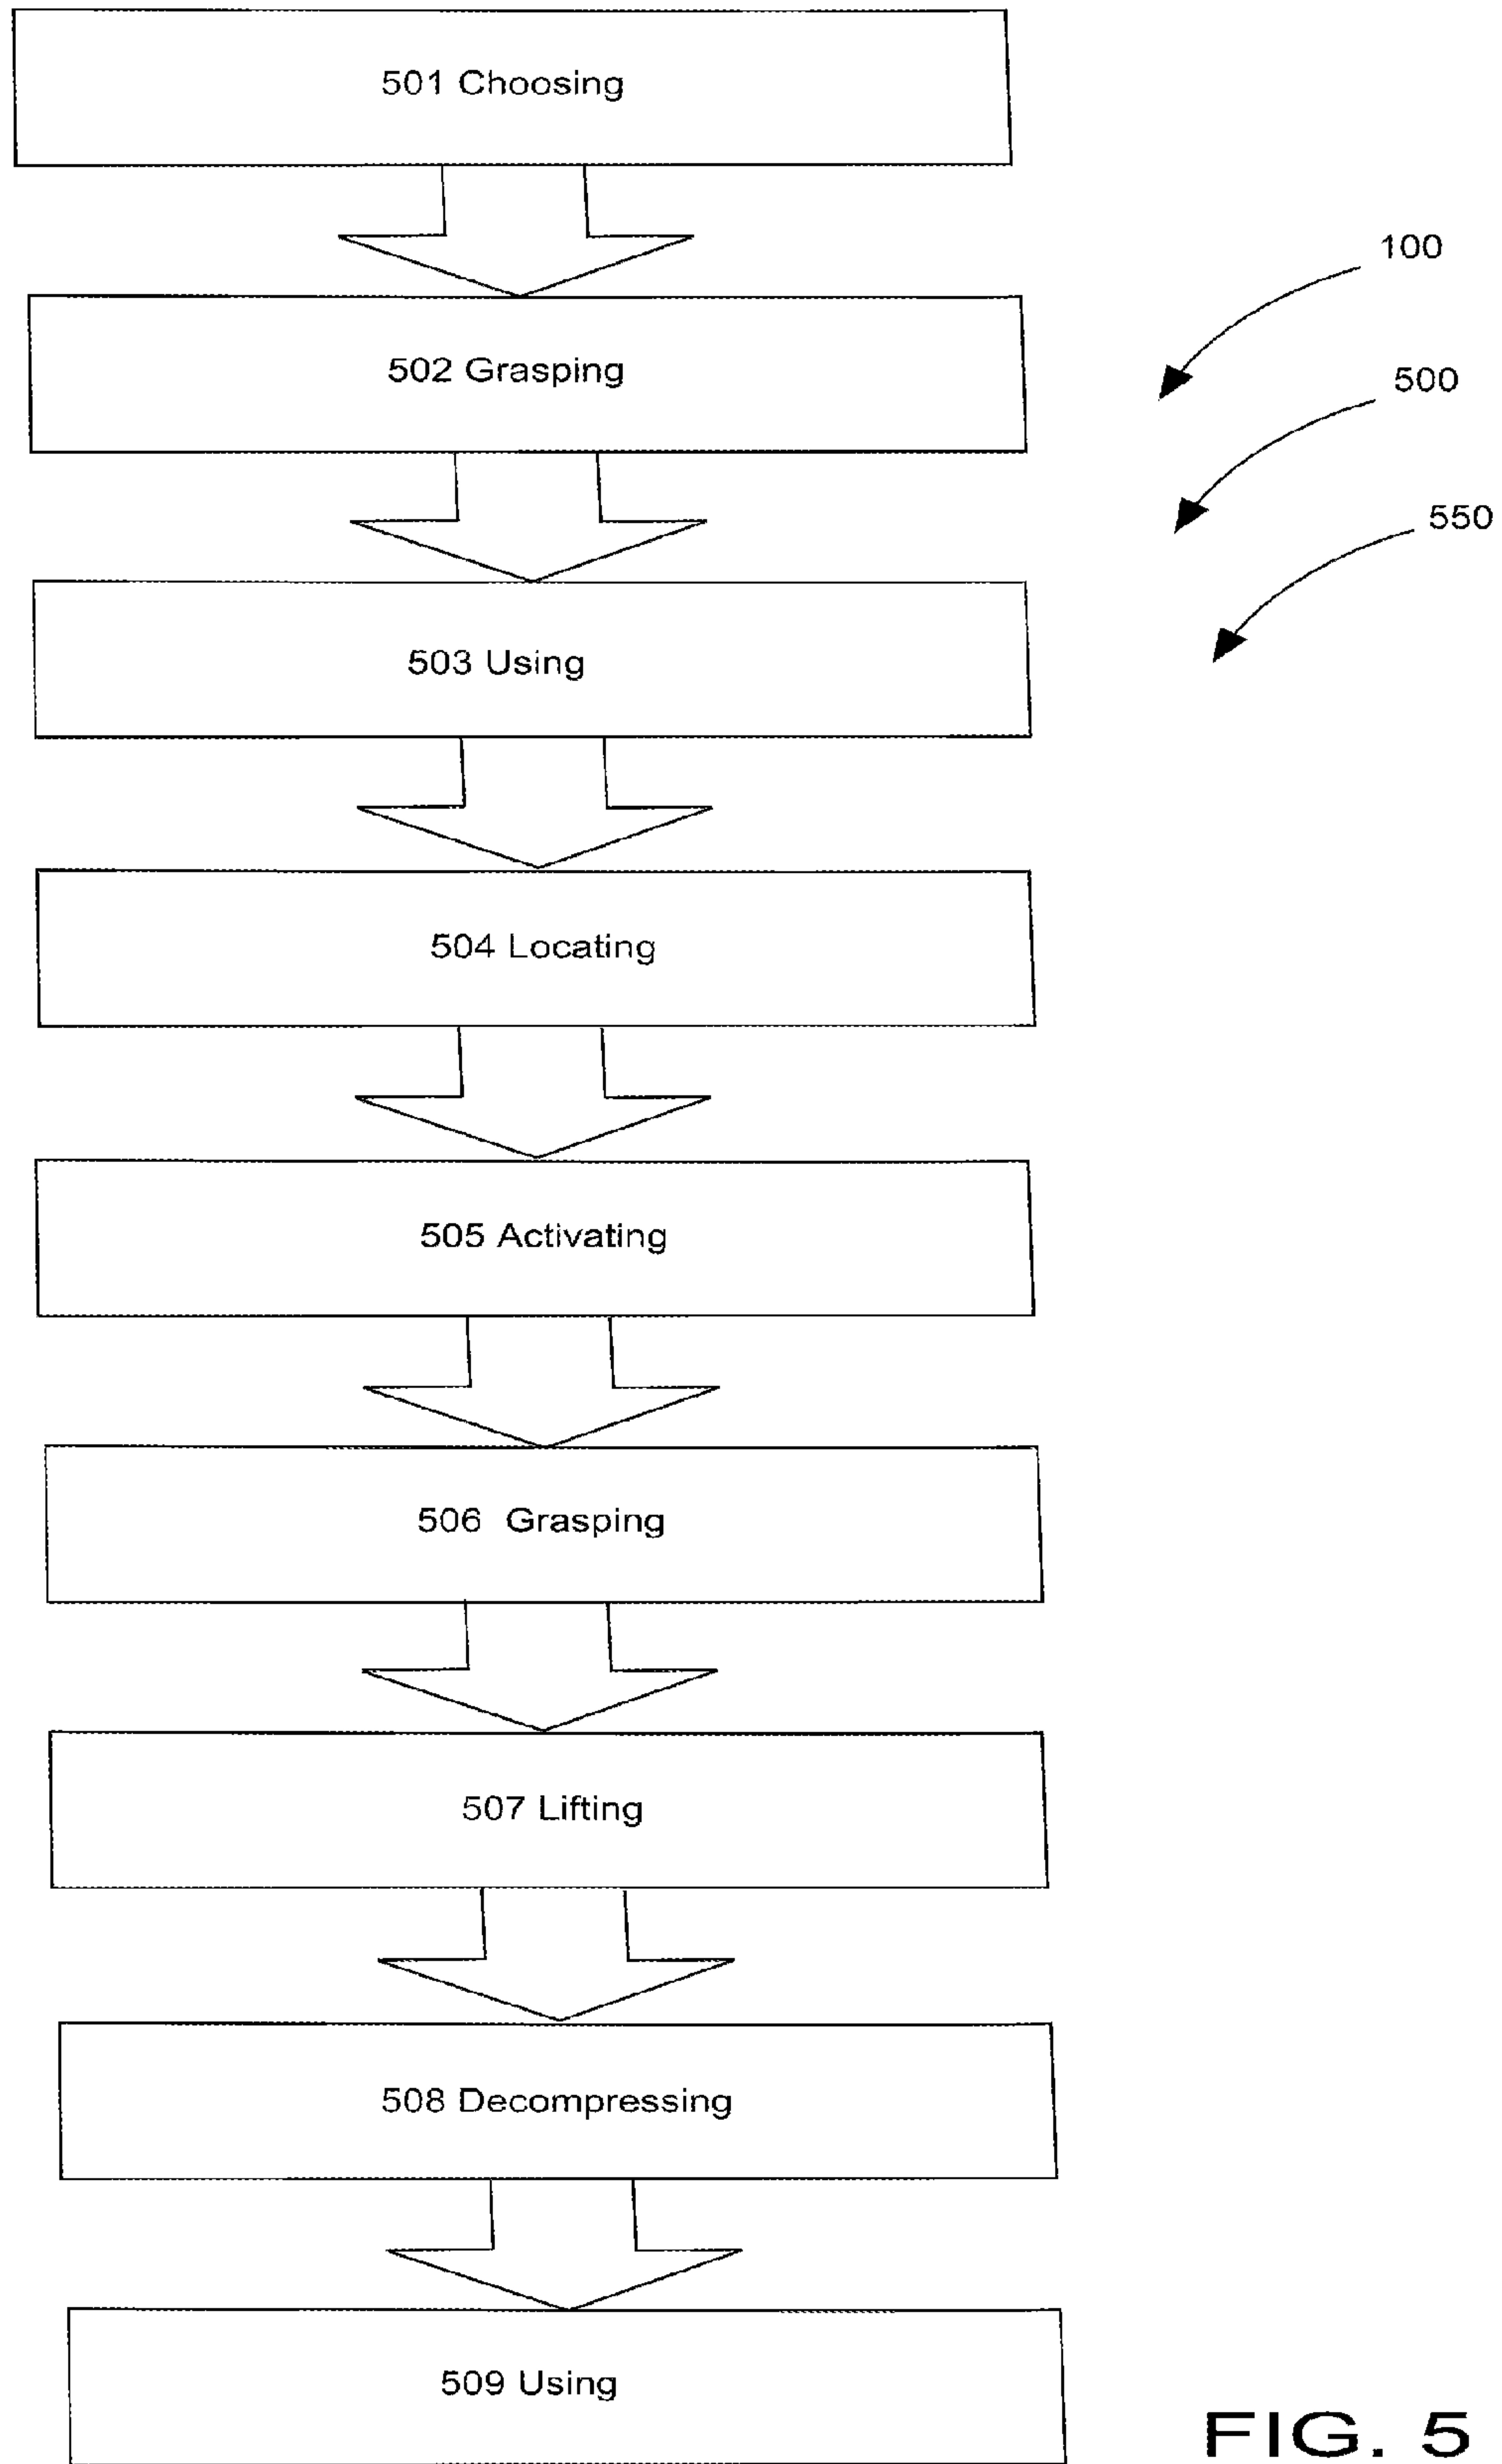 501 Choosing
100
502 Grasping
500
550
503 Using
504 Locating
505 Activating
506 Grasping
507 Lifting
508 Decompressing
509 Using
FIG. 5